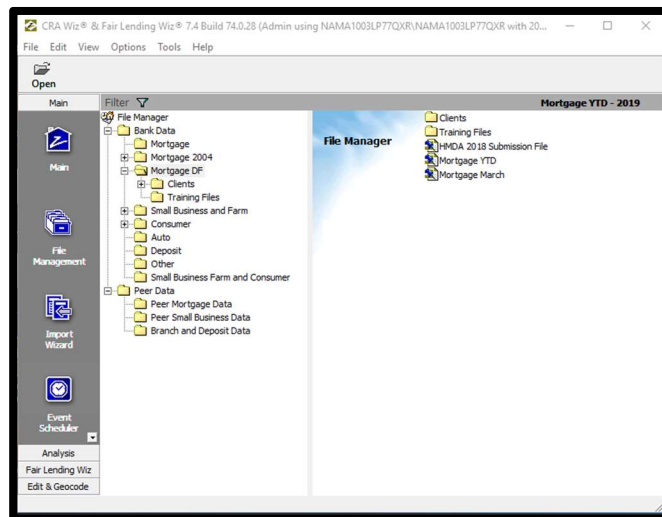 CRA Wiz® & Fair Lending Wiz® 7.4 Build 74.0.28 (Admin using NAMA1003LP77QXR\NAMA1003LP77QXR with 20...
File Edit View Options Tools Help
Open
Main
Filter
Mortgage YTD - 2019
Main
File Management
Import Wizard
Event Scheduler
Analysis
Fair Lending Wiz
Edit & Geocode
File Manager
Bank Data
Mortgage
Mortgage 2004
Mortgage DF
Clients
Training Files
Small Business and Farm
Consumer
Auto
Deposit
Other
Small Business Farm and Consumer
Peer Data
Peer Mortgage Data
Peer Small Business Data
Branch and Deposit Data
File Manager
Clients
Training Files
HMDA 2018 Submission File
Mortgage YTD
Mortgage March